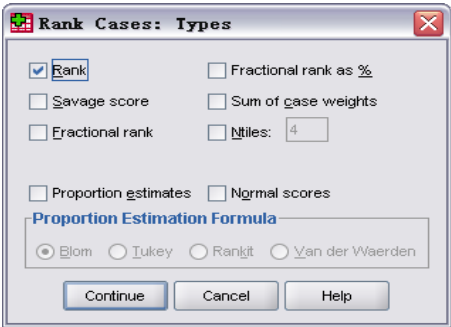 Rank Cases: Types
Rank Fractional rank as %
Savage score Sum of case weights
Fractional rank Ntiles: 4
Proportion estimates Normal scores
Proportion Estimation Formula
Blom Tukey Rankit Van der Waerden
Continue Cancel Help